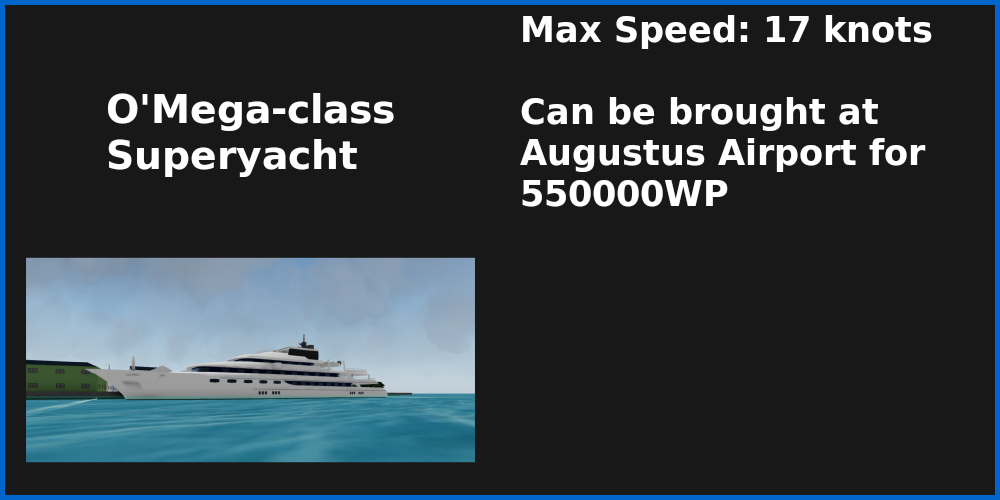 O'Mega-class
Superyacht
Max Speed: 17 knots
Can be brought at
Augustus Airport for
550000WP